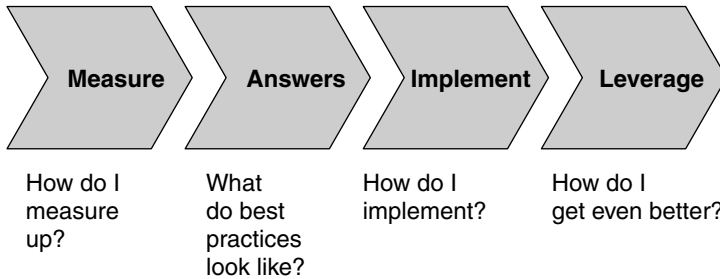 Measure
Answers
Implement
Leverage
How do I
measure
up?
What
do best
practices
look like?
How do I
implement?
How do I
get even better?